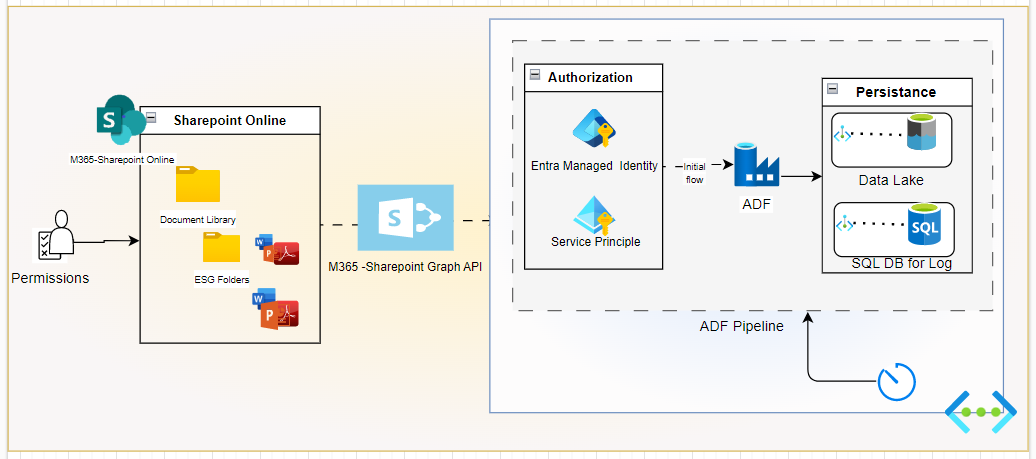 Sharepoint Online
S
M365-Sharepoint Online
Document Library
Permissions
ESG Folders
W
P
W
P
S
M365 -Sharepoint Graph API
Authorization
Entra Managed Identity
Service Principle
Initial
flow
ADF
Persistance
Data Lake
SQL
SQL DB for Log
ADF Pipeline